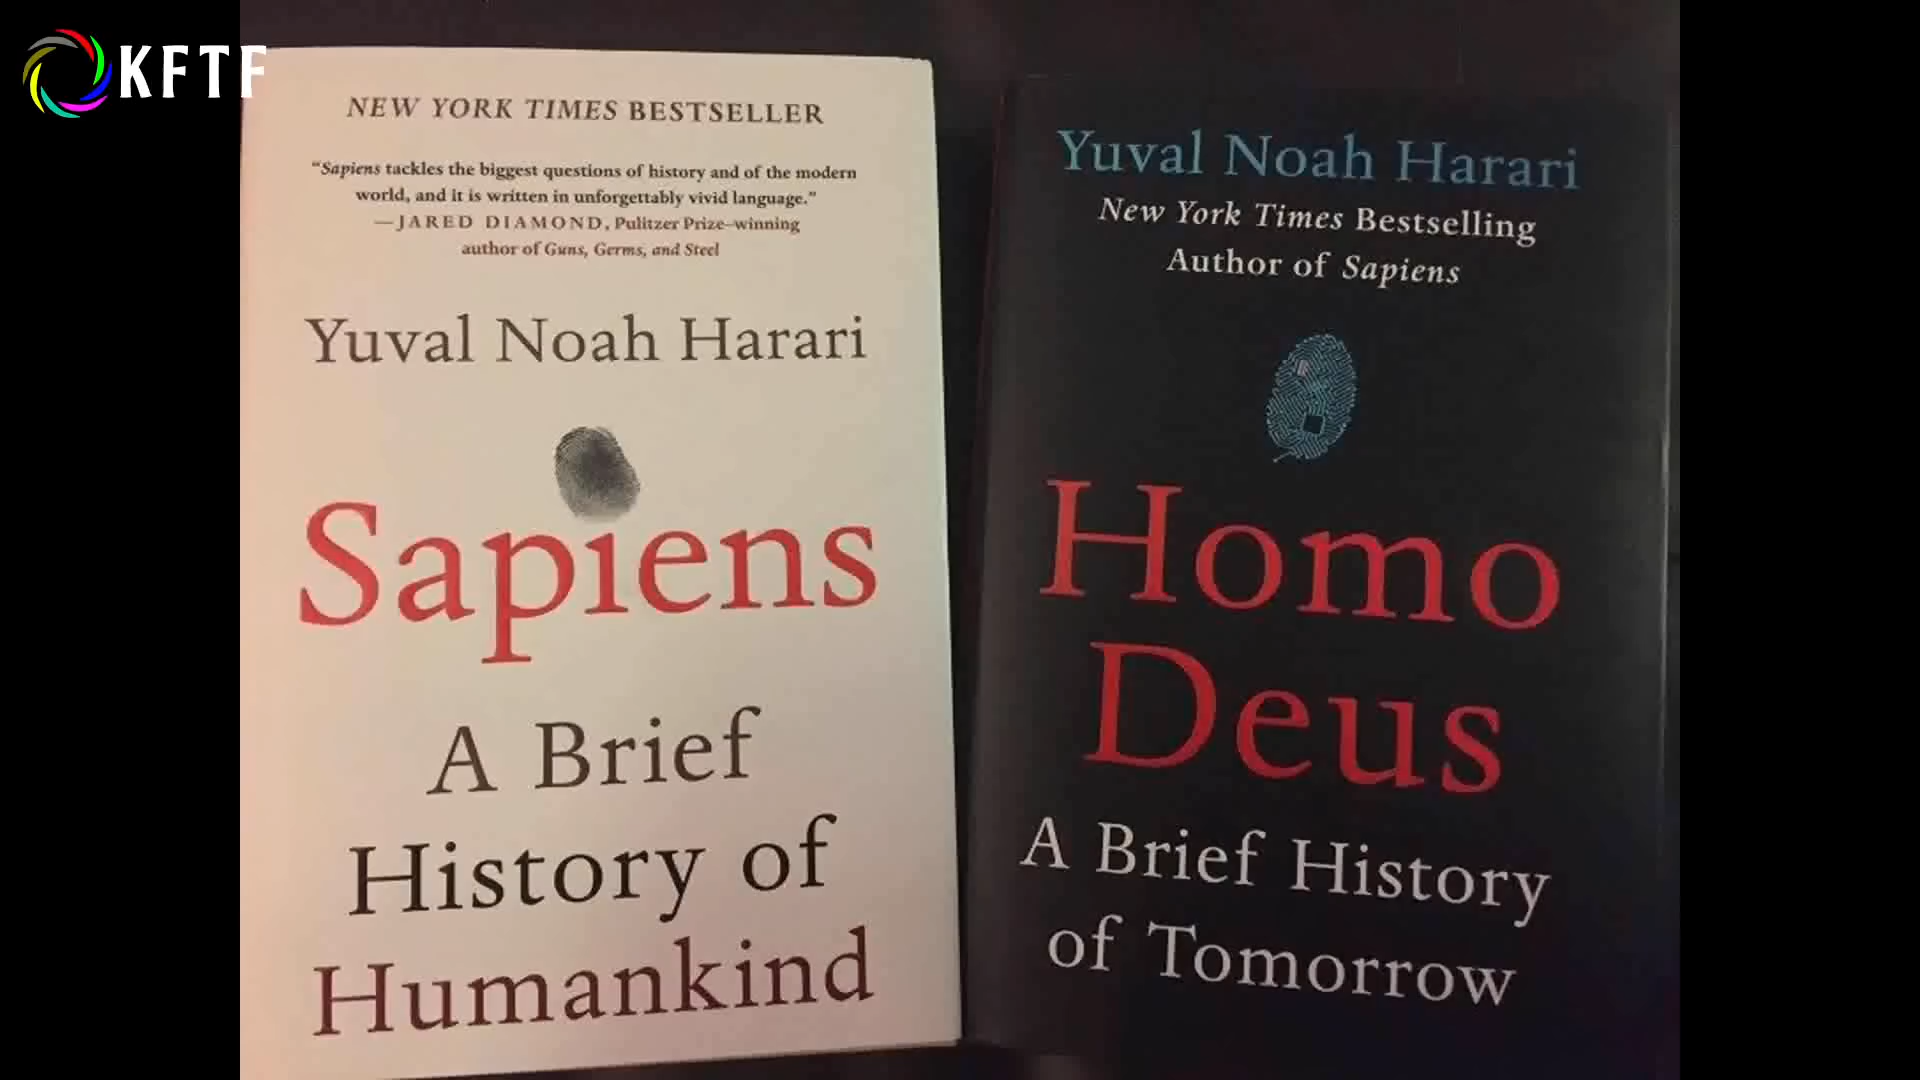 KFTF
NEW YORK TIMES BESTSELLER
“Sapiens tackles the biggest questions of history and of the modern
world, and it is written in unforgettably vivid language.”
—JARED DIAMOND, Pulitzer Prize–winning
author of Guns, Germs, and Steel
Yuval Noah Harari
Sapiens
A Brief
History of
Humankind
Yuval Noah Harari
New York Times Bestselling
Author of Sapiens
Homo
Deus
A Brief History
of Tomorrow